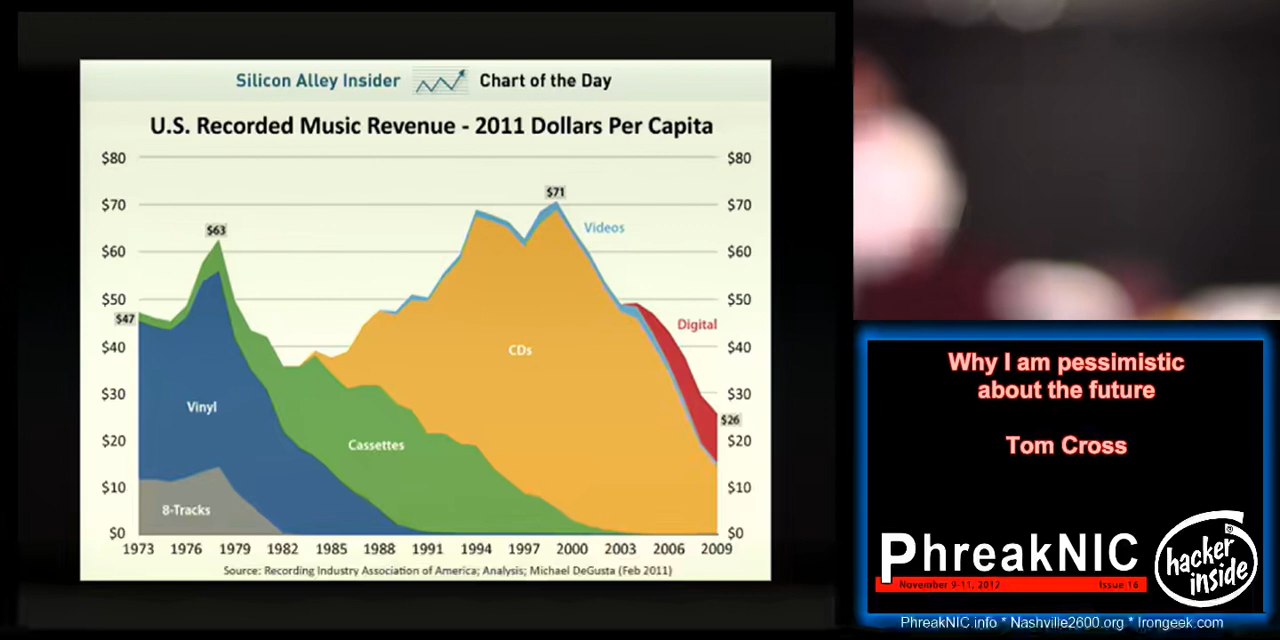 Silicon Alley Insider Chart of the Day
U.S. Recorded Music Revenue - 2011 Dollars Per Capita
$80 $80
$71
$70 $70
Videos
$63
$60 $60
$50 $50
$47
Digital
$40 $40
CDs
$30 $30
Vinyl
$26
$20 $20
Cassettes
$10 $10
8-Tracks
$0 $0
1973 1976 1979 1982 1985 1988 1991 1994 1997 2000 2003 2006 2009
Source: Recording Industry Association of America; Analysis; Michael DeGusta (Feb 2011)
Why I am pessimistic
about the future
Tom Cross
PhreakNIC
November 9-11, 2012 Issue 16
hacker
inside
®
PhreakNIC.info * Nashville2600.org * Irongeek.com